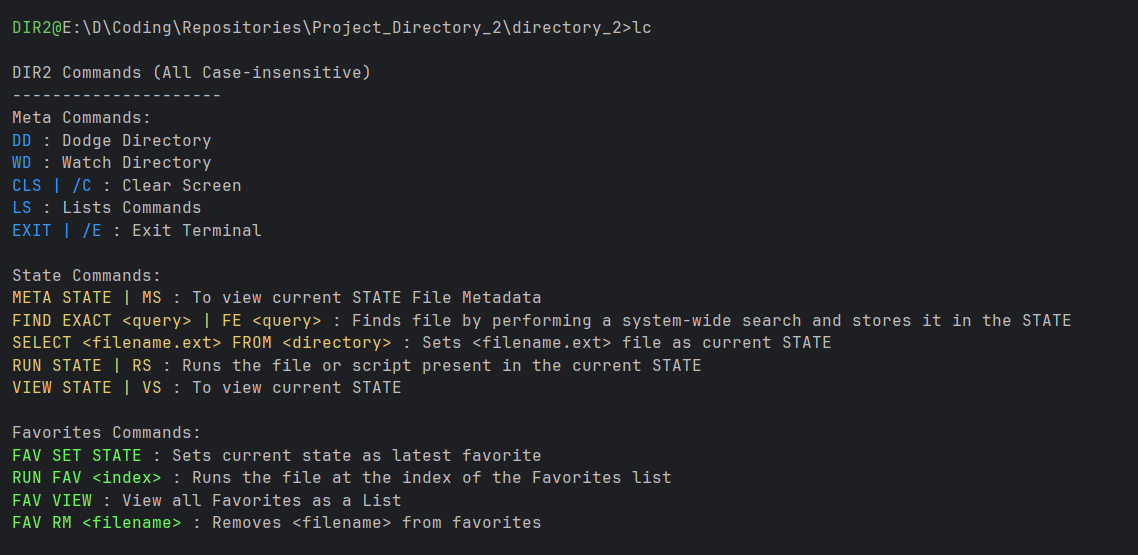 DIR2@E:\D\Coding\Repositories\Project_Directory_2\directory_2>lc
DIR2 Commands (All Case-insensitive)
---------------------
Meta Commands:
DD : Dodge Directory
WD : Watch Directory
CLS | /C : Clear Screen
LS : Lists Commands
EXIT | /E : Exit Terminal
State Commands:
META STATE | MS : To view current STATE File Metadata
FIND EXACT <query> | FE <query> : Finds file by performing a system-wide search and stores it in the STATE
SELECT <filename.ext> FROM <directory> : Sets <filename.ext> file as current STATE
RUN STATE | RS : Runs the file or script present in the current STATE
VIEW STATE | VS : To view current STATE
Favorites Commands:
FAV SET STATE : Sets current state as latest favorite
RUN FAV <index> : Runs the file at the index of the Favorites list
FAV VIEW : View all Favorites as a List
FAV RM <filename> : Removes <filename> from favorites